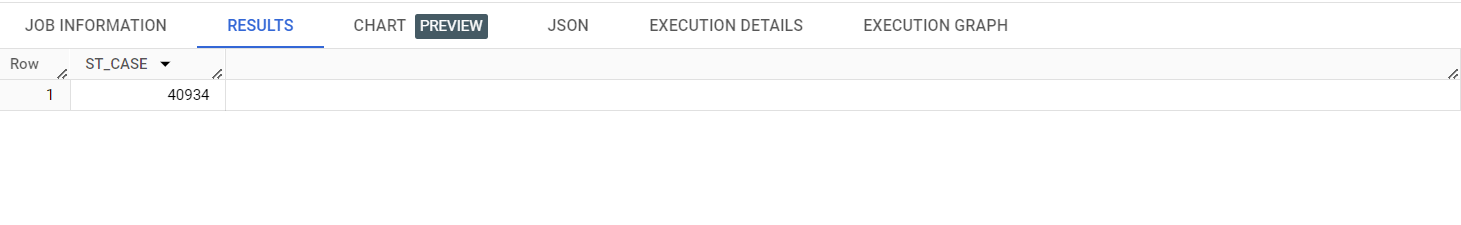 JOB INFORMATION RESULTS CHART PREVIEW JSON EXECUTION DETAILS EXECUTION GRAPH
Row ST_CASE
1 40934